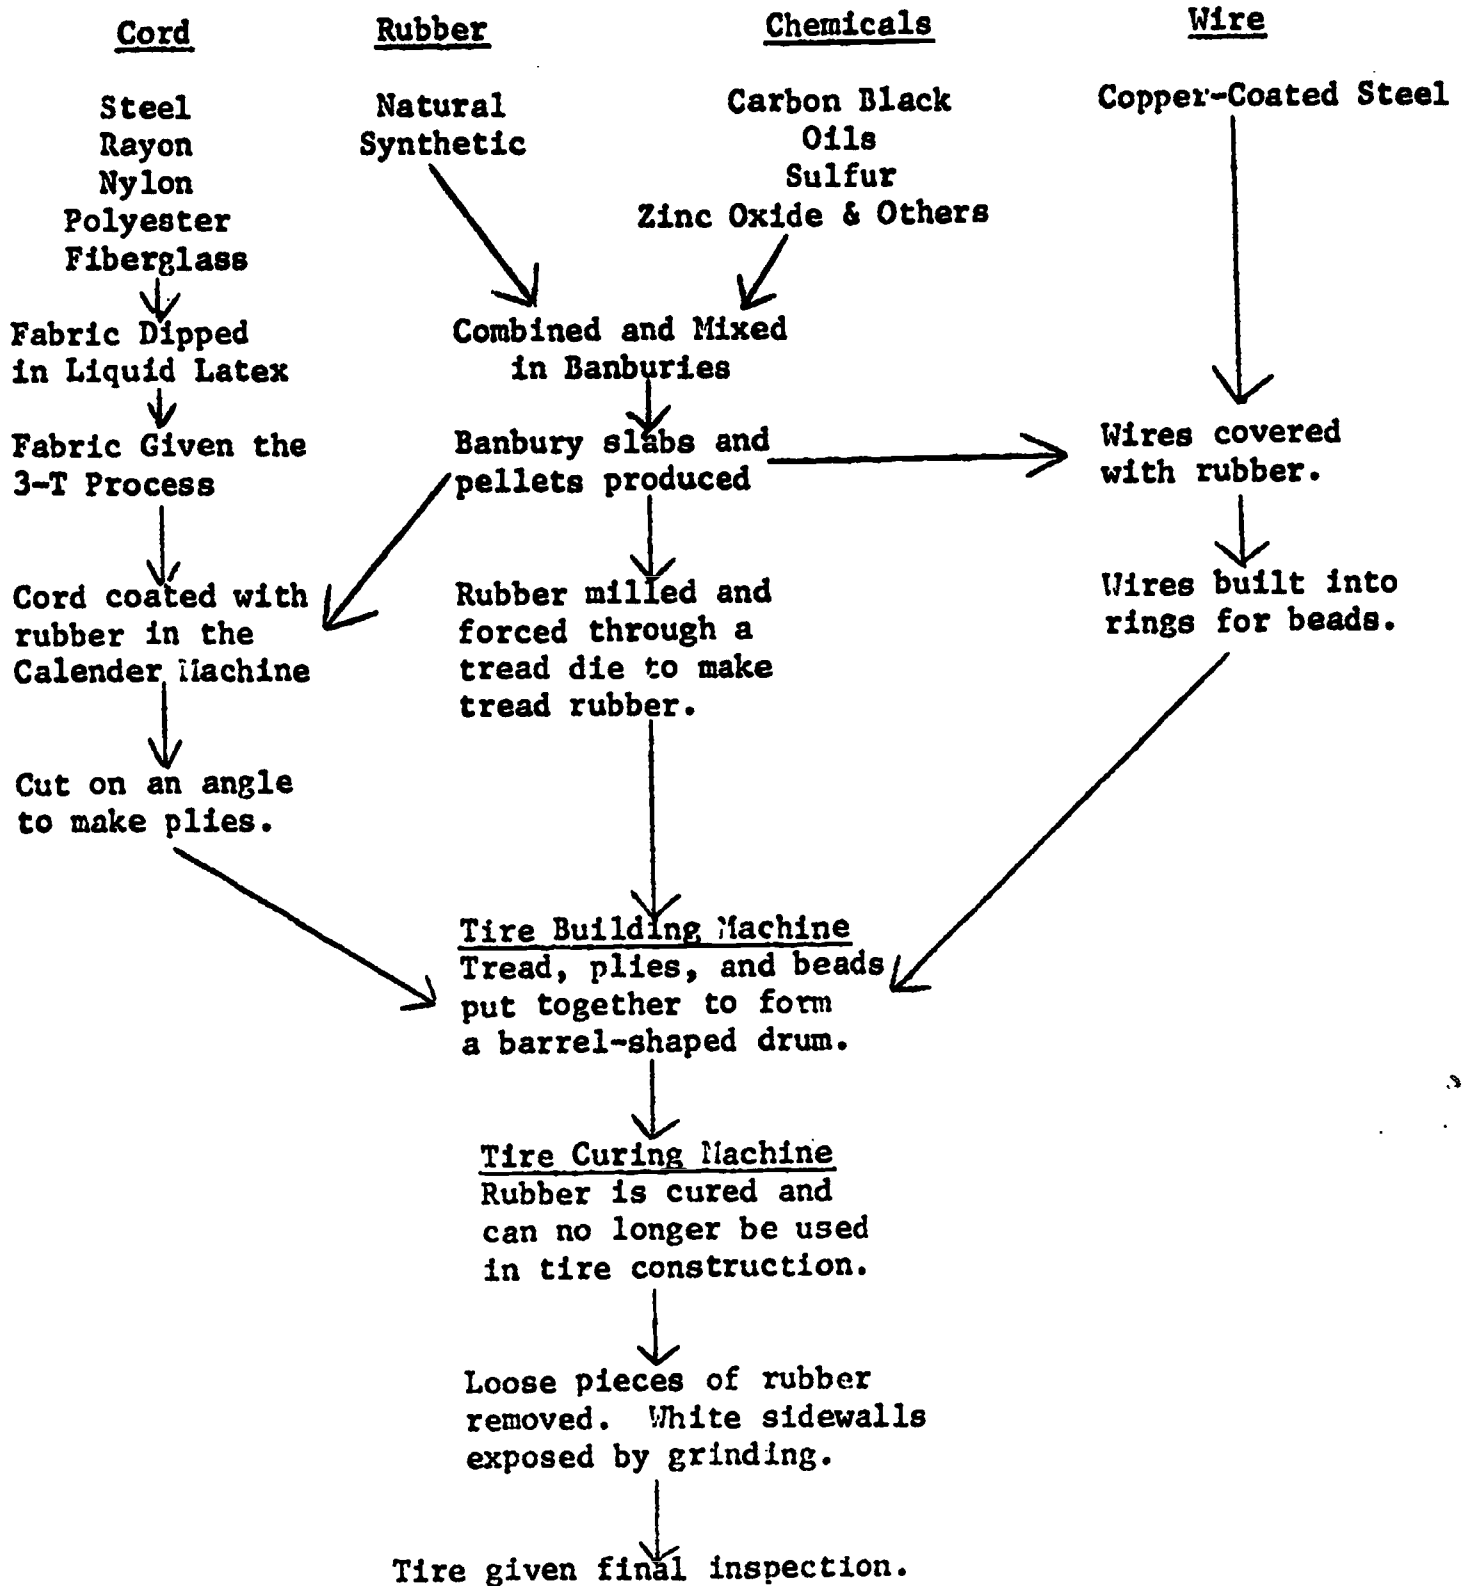 Cord
Steel
Rayon
Nylon
Polyester
Fiberglass
Fabric Dipped
in Liquid Latex
Fabric Given the
3-T Process
Cord coated with
rubber in the
Calender Machine
Cut on an angle
to make plies.
Rubber
Natural
Synthetic
Chemicals
Carbon Black
Oils
Sulfur
Zinc Oxide & Others
Combined and Mixed
in Banburies
Banbury slabs and
pellets produced
Rubber milled and
forced through a
tread die to make
tread rubber.
Wire
Copper-Coated Steel
Wires covered
with rubber.
Wires built into
rings for beads.
Tire Building Machine
Tread, plies, and beads
put together to form
a barrel-shaped drum.
Tire Curing Machine
Rubber is cured and
can no longer be used
in tire construction.
Loose pieces of rubber
removed. White sidewalls
exposed by grinding.
Tire given final inspection.